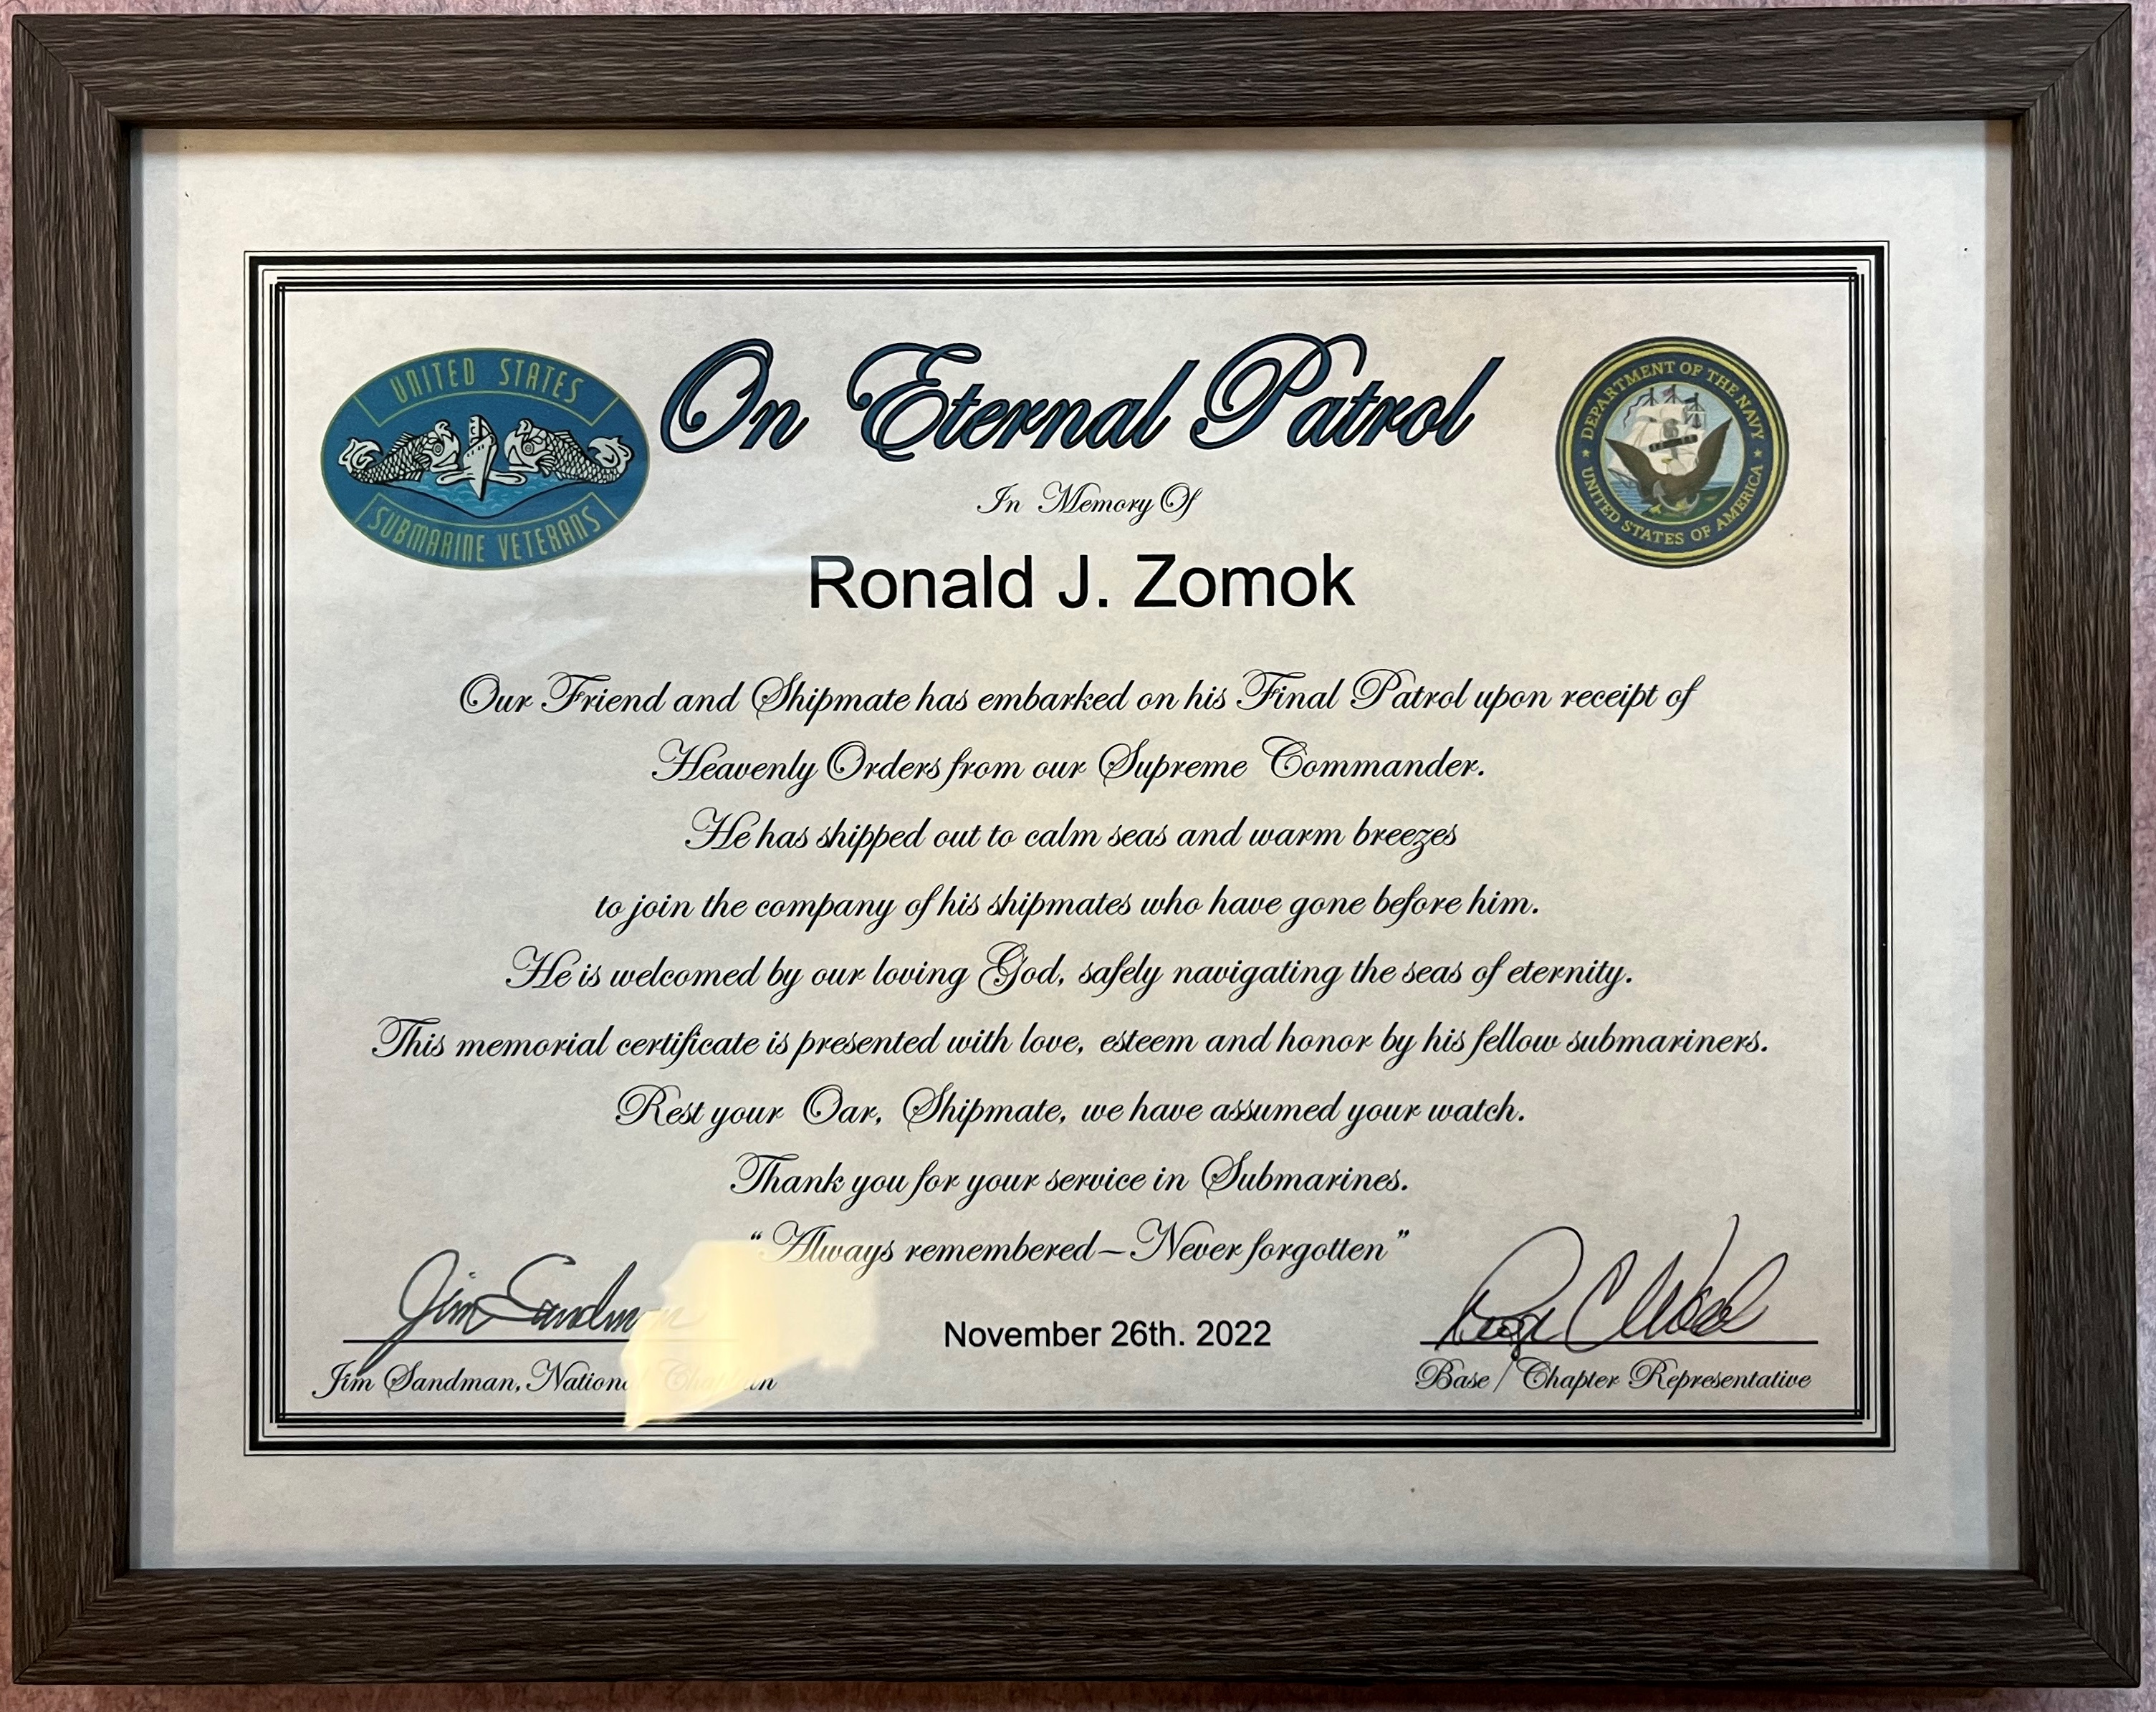 UNITED STATES
SUBMARINE VETERANS
On Eternal Patrol
DEPARTMENT OF THE NAVY
UNITED STATES OF AMERICA
In Memory Of
Ronald J. Zomok
Our Friend and Shipmate has embarked on his Final Patrol upon receipt of
Heavenly Orders from our Supreme Commander.
He has shipped out to calm seas and warm breezes
to join the company of his shipmates who have gone before him.
He is welcomed by our loving God, safely navigating the seas of eternity.
This memorial certificate is presented with love, esteem and honor by his fellow submariners.
Rest your Oar, Shipmate, we have assumed your watch.
Thank you for your service in Submarines.
"Always remembered–Never forgotten"
Jim Sandman
November 26th. 2022
Jim Sandman, National Chaplain
Base / Chapter Representative